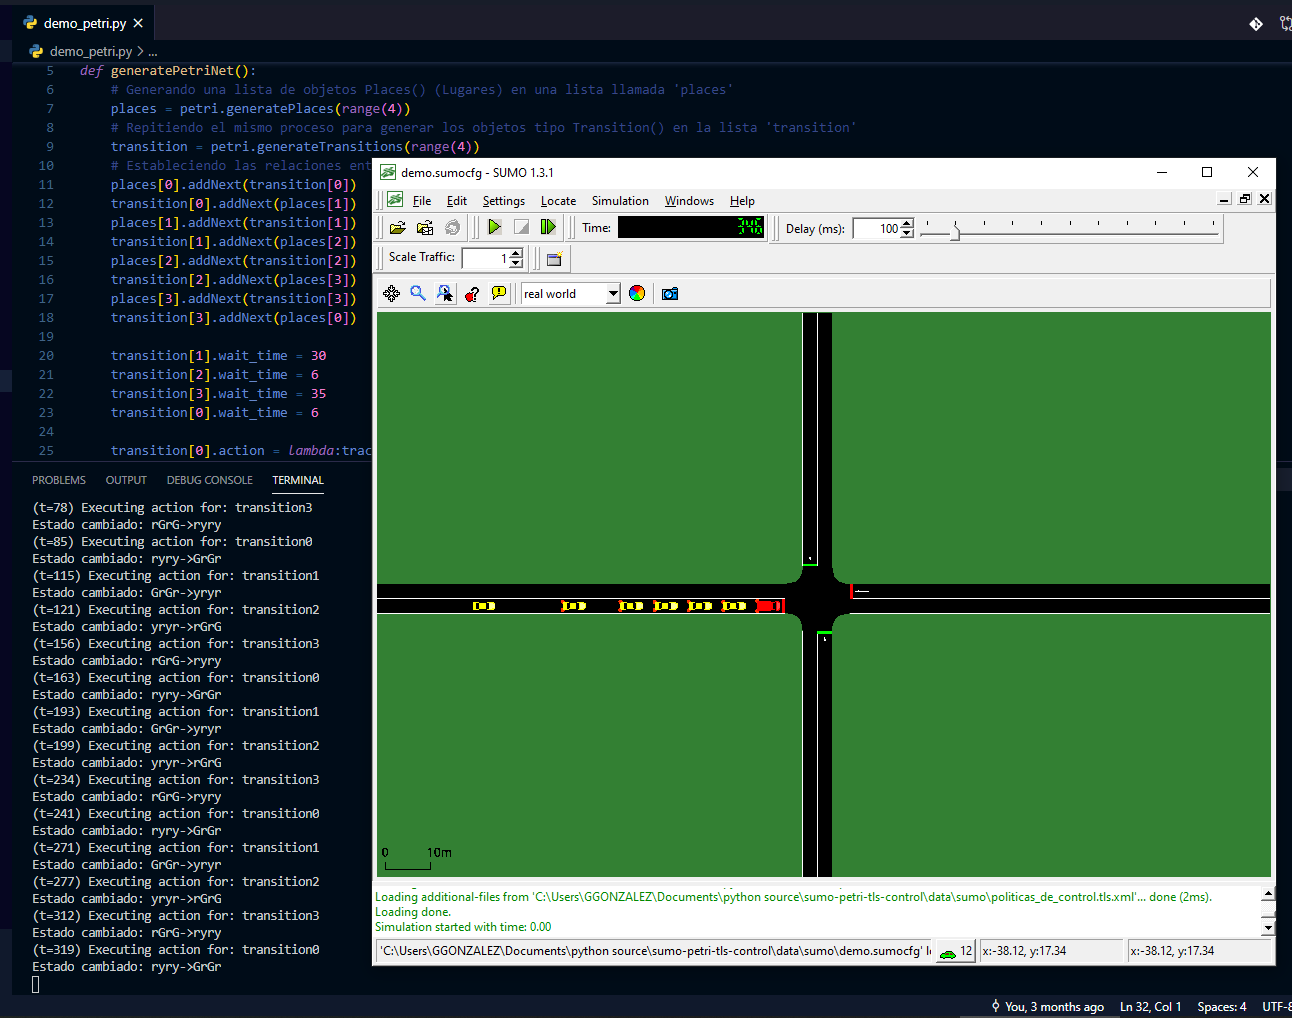 demo_petri.py
demo_petri.py > ...
5 def generatePetriNet():
6 # Generando una lista de objetos Places() (Lugares) en una lista llamada 'places'
7 places = petri.generatePlaces(range(4))
8 # Repitiendo el mismo proceso para generar los objetos tipo Transition() en la lista 'transition'
9 transition = petri.generateTransitions(range(4))
10 # Estableciendo las relaciones ent
11 places[0].addNext(transition[0])
12 transition[0].addNext(places[1])
13 places[1].addNext(transition[1])
14 transition[1].addNext(places[2])
15 places[2].addNext(transition[2])
16 transition[2].addNext(places[3])
17 places[3].addNext(transition[3])
18 transition[3].addNext(places[0])
19
20 transition[1].wait_time = 30
21 transition[2].wait_time = 6
22 transition[3].wait_time = 35
23 transition[0].wait_time = 6
24
25 transition[0].action = lambda:trac
PROBLEMS OUTPUT DEBUG CONSOLE TERMINAL
(t=78) Executing action for: transition3
Estado cambiado: rGrG->ryry
(t=85) Executing action for: transition0
Estado cambiado: ryry->GrGr
(t=115) Executing action for: transition1
Estado cambiado: GrGr->yryr
(t=121) Executing action for: transition2
Estado cambiado: yryr->rGrG
(t=156) Executing action for: transition3
Estado cambiado: rGrG->ryry
(t=163) Executing action for: transition0
Estado cambiado: ryry->GrGr
(t=193) Executing action for: transition1
Estado cambiado: GrGr->yryr
(t=199) Executing action for: transition2
Estado cambiado: yryr->rGrG
(t=234) Executing action for: transition3
Estado cambiado: rGrG->ryry
(t=241) Executing action for: transition0
Estado cambiado: ryry->GrGr
(t=271) Executing action for: transition1
Estado cambiado: GrGr->yryr
(t=277) Executing action for: transition2
Estado cambiado: yryr->rGrG
(t=312) Executing action for: transition3
Estado cambiado: rGrG->ryry
(t=319) Executing action for: transition0
Estado cambiado: ryry->GrGr
demo.sumocfg - SUMO 1.3.1
File Edit Settings Locate Simulation Windows Help
Time: 346 Delay (ms): 100
Scale Traffic: 1
real world
0 10m
Loading additional-files from 'C:\Users\GGONZALEZ\Documents\python source\sumo-petri-tls-control\data\sumo\politicas_de_control.tls.xml'... done (2ms).
Loading done.
Simulation started with time: 0.00
'C:\Users\GGONZALEZ\Documents\python source\sumo-petri-tls-control\data\sumo\demo.sumocfg' l 12 x:-38.12, y:17.34 x:-38.12, y:17.34
You, 3 months ago Ln 32, Col 1 Spaces: 4 UTF-8